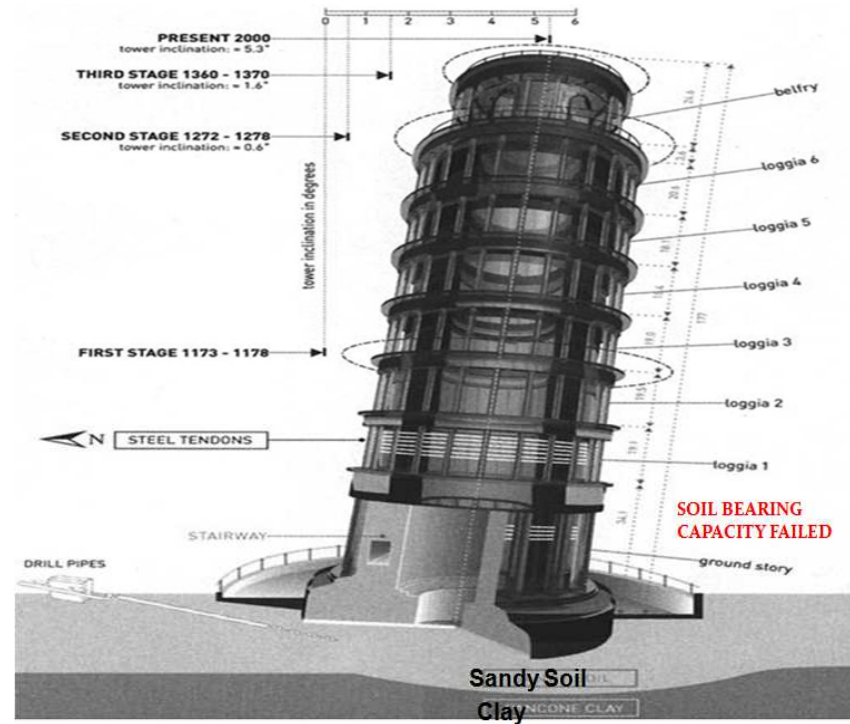 0 1 2 3 4 5 6
PRESENT 2000
tower inclination: ≈ 5.3°
THIRD STAGE 1360 - 1370
tower inclination: ≈ 1.6°
SECOND STAGE 1272 - 1278
tower inclination: ≈ 0.6°
tower inclination in degrees
FIRST STAGE 1173 - 1178
N
STEEL TENDONS
STAIRWAY
DRILL PIPES
belfry
loggia 6
loggia 5
loggia 4
loggia 3
loggia 2
loggia 1
ground story
177
SOIL BEARING
CAPACITY FAILED
Sandy Soil
Clay
CLAY